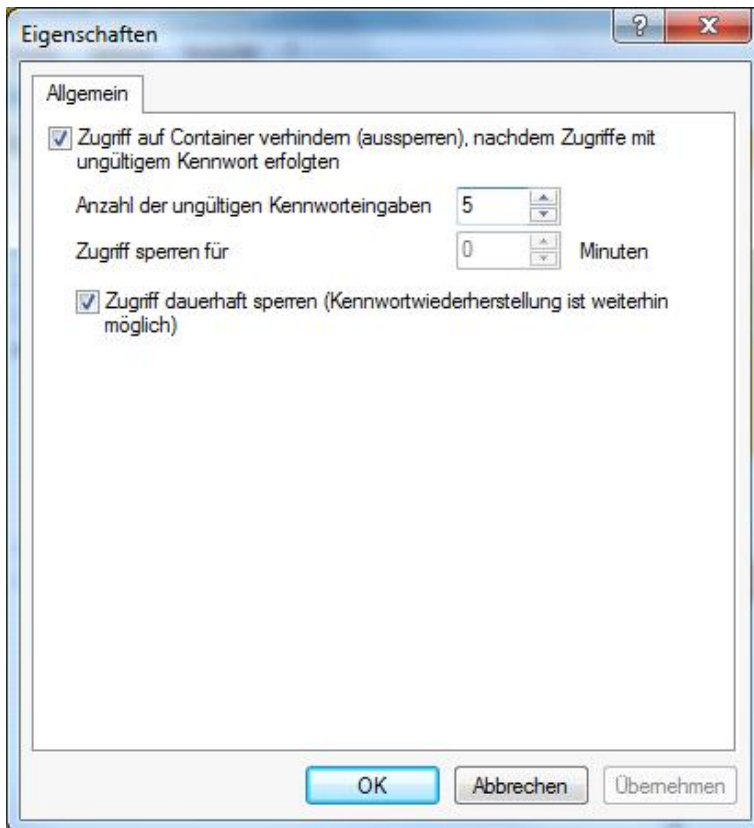 Eigenschaften
Allgemein
Zugriff auf Container verhindern (aussperren), nachdem Zugriffe mit
ungültigem Kennwort erfolgten
Anzahl der ungültigen Kennworteingaben 5
Zugriff sperren für 0 Minuten
Zugriff dauerhaft sperren (Kennwortwiederherstellung ist weiterhin
möglich)
OK Abbrechen Übernehmen